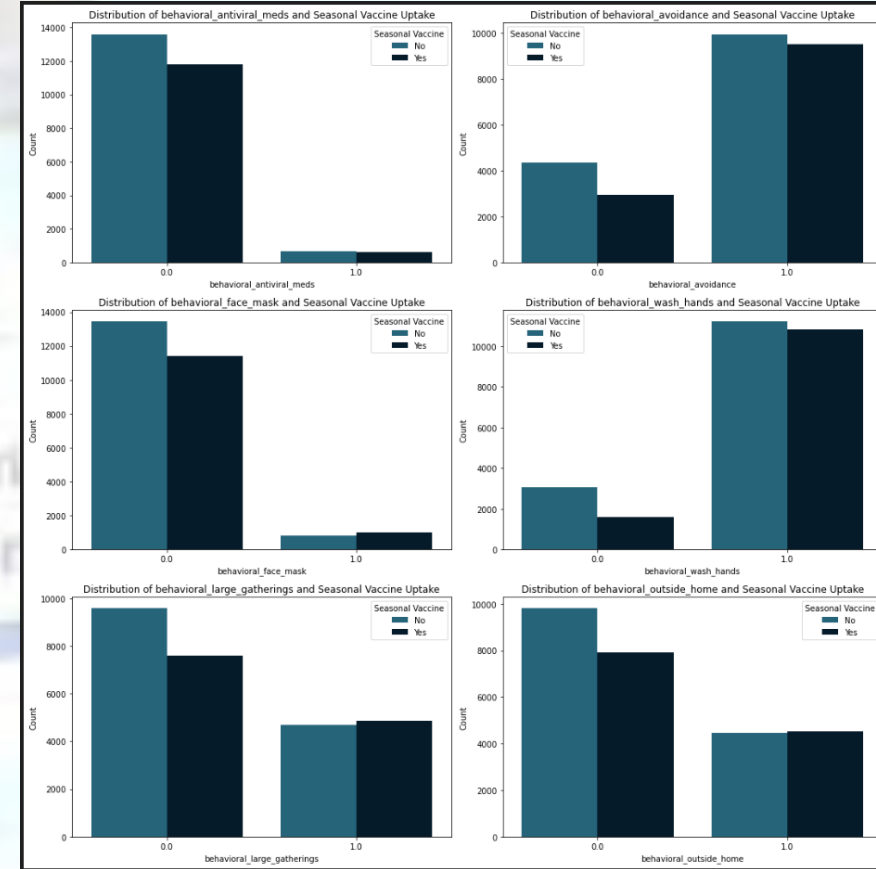 Distribution of behavioral_antiviral_meds and Seasonal Vaccine Uptake
Seasonal Vaccine
No
Yes
14000
12000
10000
8000
6000
4000
2000
0
Count
0.0
1.0
behavioral_antiviral_meds
Distribution of behavioral_avoidance and Seasonal Vaccine Uptake
Seasonal Vaccine
No
Yes
10000
8000
6000
4000
2000
0
Count
0.0
1.0
behavioral_avoidance
Distribution of behavioral_face_mask and Seasonal Vaccine Uptake
Seasonal Vaccine
No
Yes
14000
12000
10000
8000
6000
4000
2000
0
Count
0.0
1.0
behavioral_face_mask
Distribution of behavioral_wash_hands and Seasonal Vaccine Uptake
Seasonal Vaccine
No
Yes
10000
8000
6000
4000
2000
0
Count
0.0
1.0
behavioral_wash_hands
Distribution of behavioral_large_gatherings and Seasonal Vaccine Uptake
Seasonal Vaccine
No
Yes
10000
8000
6000
4000
2000
0
Count
0.0
1.0
behavioral_large_gatherings
Distribution of behavioral_outside_home and Seasonal Vaccine Uptake
Seasonal Vaccine
No
Yes
10000
8000
6000
4000
2000
0
Count
0.0
1.0
behavioral_outside_home